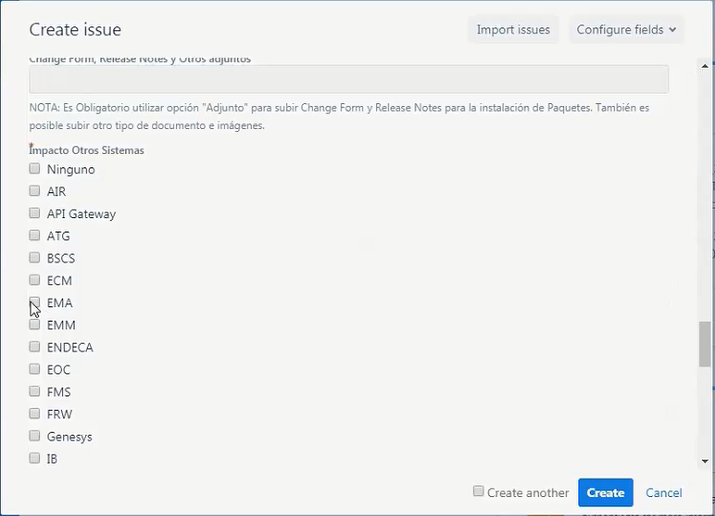 Create issue
Import issues
Configure fields
Change Form, Release Notes y Otros adjuntos
NOTA: Es Obligatorio utilizar opción "Adjunto" para subir Change Form y Release Notes para la instalación de Paquetes. También es
posible subir otro tipo de documento e imágenes.
*Impacto Otros Sistemas
Ninguno
AIR
API Gateway
ATG
BSCS
ECM
EMA
EMM
ENDECA
EOC
FMS
FRW
Genesys
IB
Create another
Create
Cancel